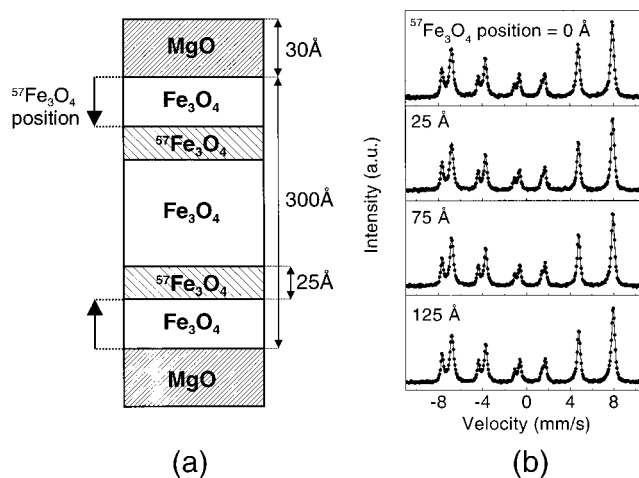 (a)
MgO
30Å
⁵⁷Fe₃O₄
position
Fe₃O₄
⁵⁷Fe₃O₄
Fe₃O₄
300Å
⁵⁷Fe₃O₄
25Å
Fe₃O₄
MgO
(a)
(b)
⁵⁷Fe₃O₄ position = 0 Å
25 Å
75 Å
125 Å
Intensity (a.u.)
-8 -4 0 4 8
Velocity (mm/s)
(b)